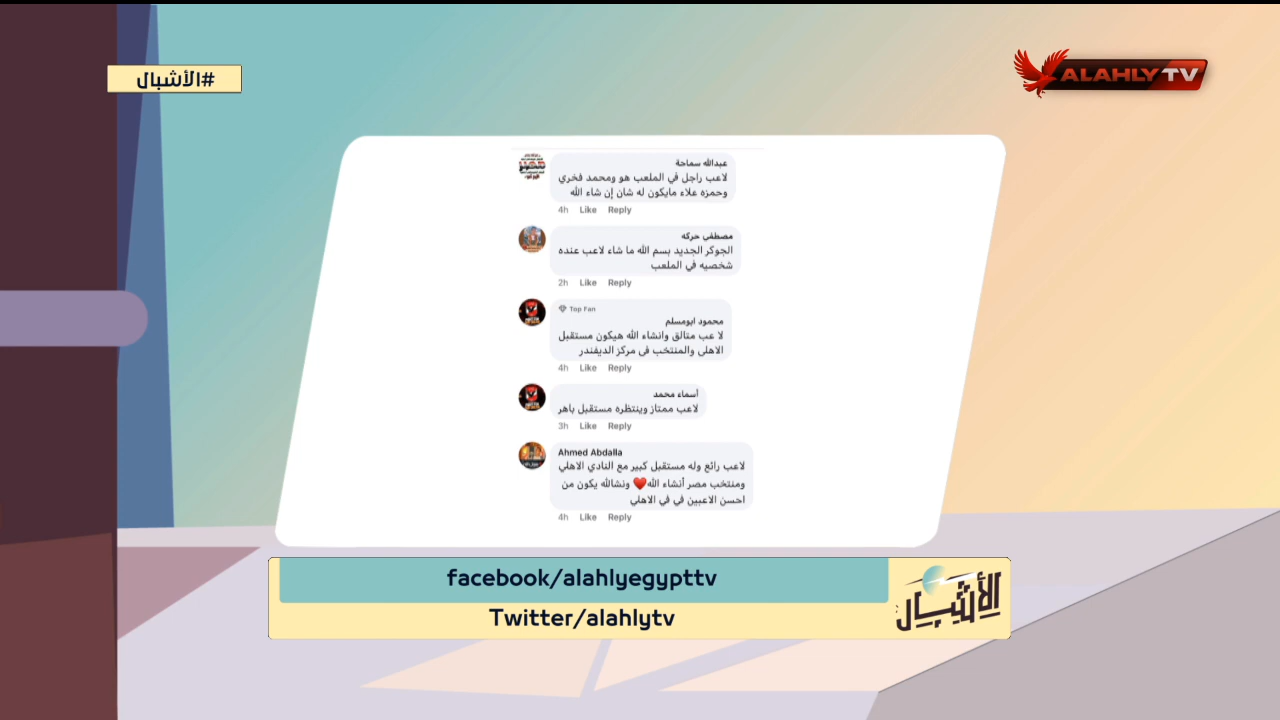 #الأشبال
ALAHLY TV
عبدالله سماحة
لاعب راجل في الملعب هو ومحمد فخري
وحمزه علاء مايكون له شان إن شاء الله
4h Like Reply
مصطفي حركه
الجوكر الجديد بسم الله ما شاء لاعب عنده
شخصيه في الملعب
2h Like Reply
Top Fan
محمود ابومسلم
لا عب متالق وانشاء الله هيكون مستقبل
الاهلى والمنتخب فى مركز الديفندر
4h Like Reply
أسماء محمد
لاعب ممتاز وينتظره مستقبل باهر
3h Like Reply
Ahmed Abdalla
لاعب رائع وله مستقبل كبير مع النادي الاهلي
ومنتخب مصر أنشاء الله❤️ ونشالله يكون من
احسن الاعبين في في الاهلي
4h Like Reply
facebook/alahlyegypttv
Twitter/alahlytv
الأشبال